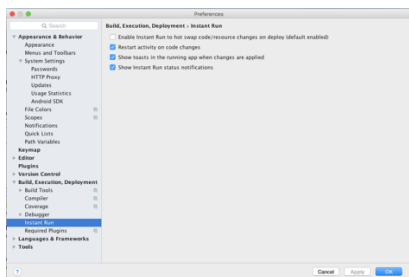 Preferences
Search
Appearance & Behavior
Appearance
Menus and Toolbars
System Settings
Passwords
HTTP Proxy
Updates
Usage Statistics
Android SDK
File Colors
Scopes
Notifications
Quick Lists
Path Variables
Keymap
Editor
Plugins
Version Control
Build, Execution, Deployment
Build Tools
Compiler
Coverage
Debugger
Instant Run
Required Plugins
Languages & Frameworks
Tools
Build, Execution, Deployment › Instant Run
Enable Instant Run to hot swap code/resource changes on deploy (default enabled)
Restart activity on code changes
Show toasts in the running app when changes are applied
Show Instant Run status notifications
?
Cancel
Apply
OK